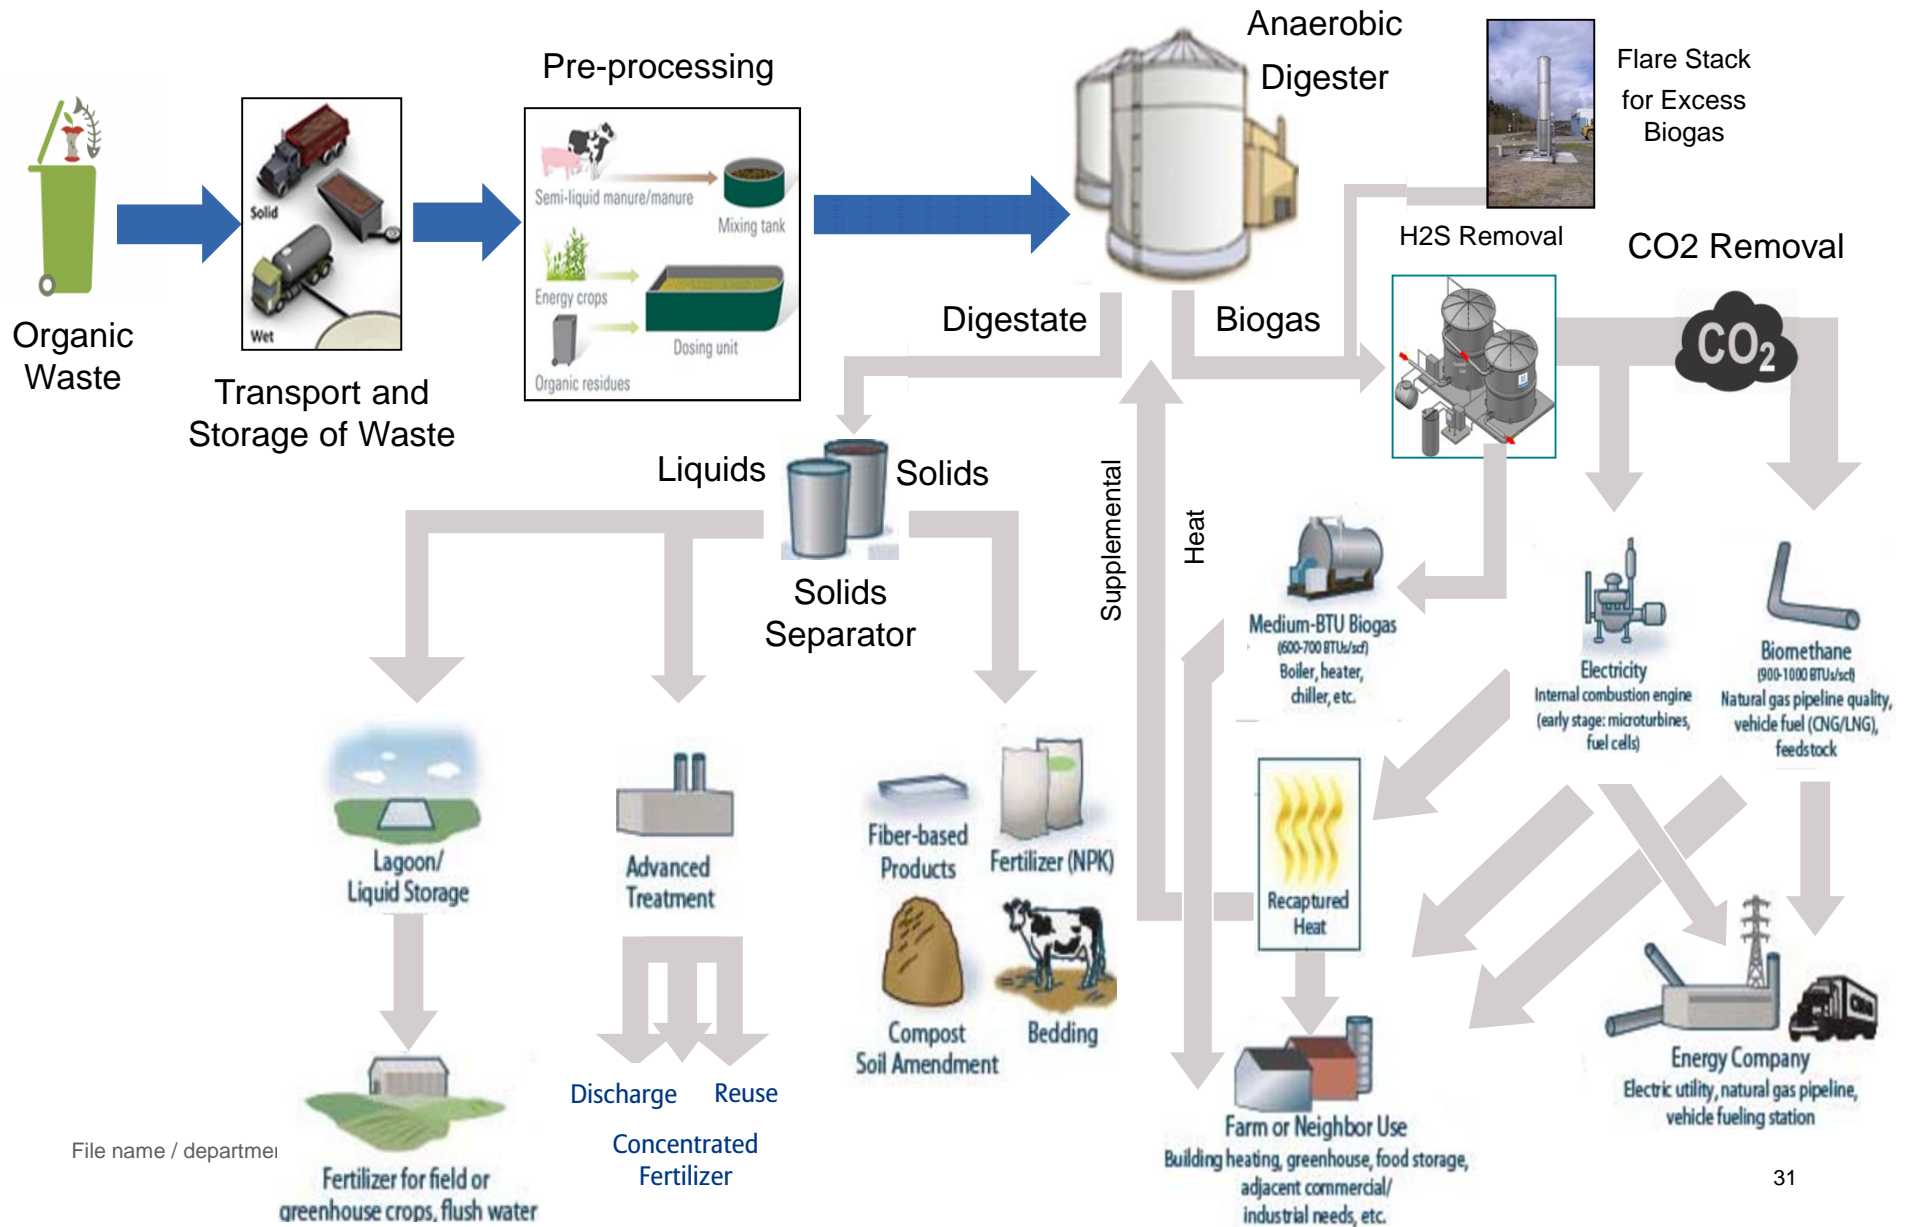 Anaerobic
Digester
Flare Stack
for Excess
Biogas
Pre-processing
Solid
Wet
Semi-liquid manure/manure
Mixing tank
Energy crops
Dosing unit
Organic residues
H2S Removal
CO2 Removal
CO2
Organic
Waste
Transport and
Storage of Waste
Digestate
Biogas
Liquids
Solids
Solids
Separator
Supplemental
Heat
Medium-BTU Biogas
(600-700 BTUs/scf)
Boiler, heater,
chiller, etc.
Electricity
Internal combustion engine
(early stage: microturbines,
fuel cells)
Biomethane
(900-1000 BTUs/scf)
Natural gas pipeline quality,
vehicle fuel (CNG/LNG),
feedstock
Lagoon/
Liquid Storage
Advanced
Treatment
Fiber-based
Products
Fertilizer (NPK)
Compost
Soil Amendment
Bedding
Recaptured
Heat
Discharge
Reuse
Concentrated
Fertilizer
Fertilizer for field or
greenhouse crops, flush water
Farm or Neighbor Use
Building heating, greenhouse, food storage,
adjacent commercial/
industrial needs, etc.
Energy Company
Electric utility, natural gas pipeline,
vehicle fueling station
File name / departmen
31